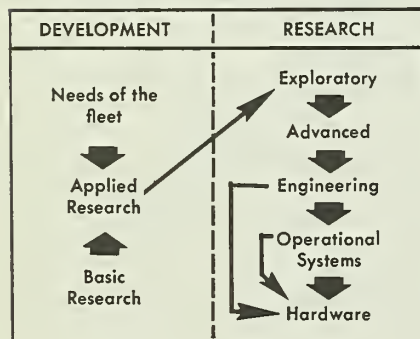 DEVELOPMENT
Needs of the
fleet
Applied
Research
Basic
Research
RESEARCH
Exploratory
Advanced
Engineering
Operational
Systems
Hardware